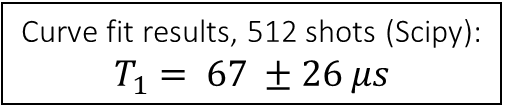 Curve fit results, 512 shots (Scipy):
T₁ = 67 ± 26 μs